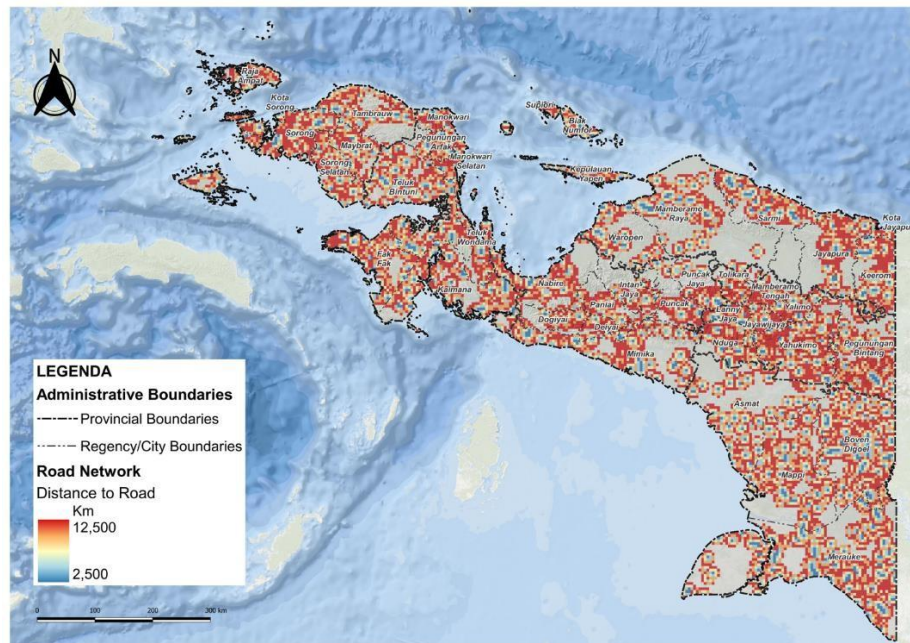 N
Raja
Ampat
Kota
Sorong
Sorong
Tambrauw
Manokwari
Maybrat
Pegunungan
Arfak
Manokwari
Selatan
Sorong
Selatan
Teluk
Bintuni
Supiori
Biak
Numfor
Kepulauan
Yapen
Fak
Fak
Teluk
Wondama
Kaimana
Mamberamo
Raya
Sarmi
Waropen
Kota
Jayapura
Jayapura
Keerom
Nabire
Intan
Jaya
Puncak
Jaya
Tolikara
Mamberamo
Tengah
Paniai
Puncak
Lanny
Jaya
Yalimo
Dogiyai
Deiyai
Jayawijaya
Nduga
Yahukimo
Pegunungan
Bintang
Mimika
Asmat
Boven
Digoel
Mappi
Merauke
LEGENDA
Administrative Boundaries
Provincial Boundaries
Regency/City Boundaries
Road Network
Distance to Road
Km
12,500
2,500
0 100 200 300 km